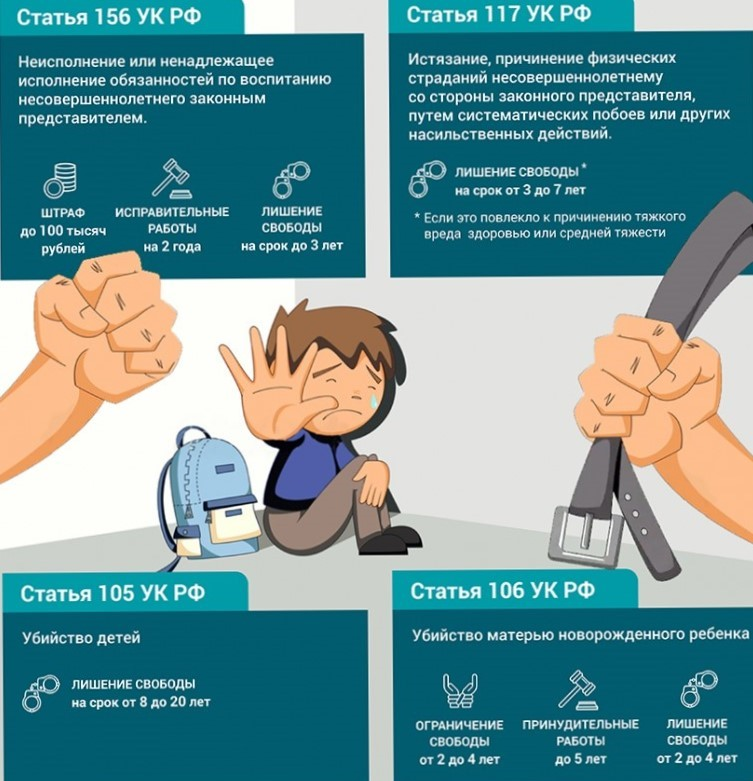 Статья 156 УК РФ
Неисполнение или ненадлежащее
исполнение обязанностей по воспитанию
несовершеннолетнего законным
представителем.
ШТРАФ
до 100 тысяч
рублей
ИСПРАВИТЕЛЬНЫЕ
РАБОТЫ
на 2 года
ЛИШЕНИЕ
СВОБОДЫ
на срок до 3 лет
Статья 117 УК РФ
Истязание, причинение физических
страданий несовершеннолетнему
со стороны законного представителя,
путем систематических побоев или других
насильственных действий.
ЛИШЕНИЕ СВОБОДЫ*
на срок от 3 до 7 лет
* Если это повлекло к причинению тяжкого
вреда здоровью или средней тяжести
Статья 105 УК РФ
Убийство детей
ЛИШЕНИЕ СВОБОДЫ
на срок от 8 до 20 лет
Статья 106 УК РФ
Убийство матерью новорожденного ребенка
ОГРАНИЧЕНИЕ
СВОБОДЫ
от 2 до 4 лет
ПРИНУДИТЕЛЬНЫЕ
РАБОТЫ
до 5 лет
ЛИШЕНИЕ
СВОБОДЫ
от 2 до 4 лет